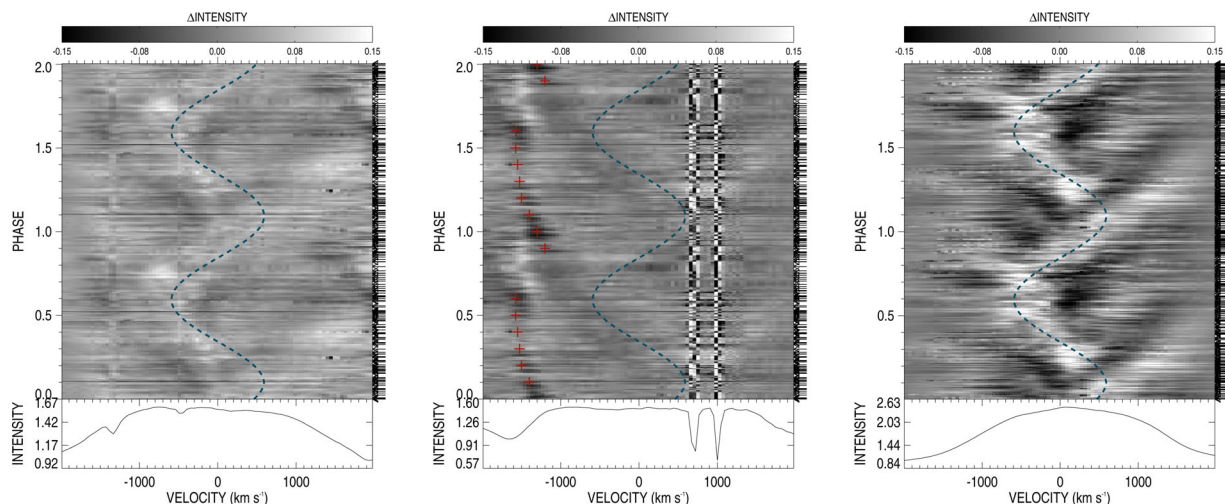 ΔINTENSITY
-0.15 -0.08 0.00 0.08 0.15
PHASE
2.0
1.5
1.0
0.5
0.0
INTENSITY
1.67
1.42
1.17
0.92
-1000 0 1000
VELOCITY (km s⁻¹)
ΔINTENSITY
-0.15 -0.08 0.00 0.08 0.15
PHASE
2.0
1.5
1.0
0.5
0.0
INTENSITY
1.60
1.26
0.91
0.57
-1000 0 1000
VELOCITY (km s⁻¹)
ΔINTENSITY
-0.15 -0.08 0.00 0.08 0.15
PHASE
2.0
1.5
1.0
0.5
0.0
INTENSITY
2.63
2.03
1.44
0.84
-1000 0 1000
VELOCITY (km s⁻¹)